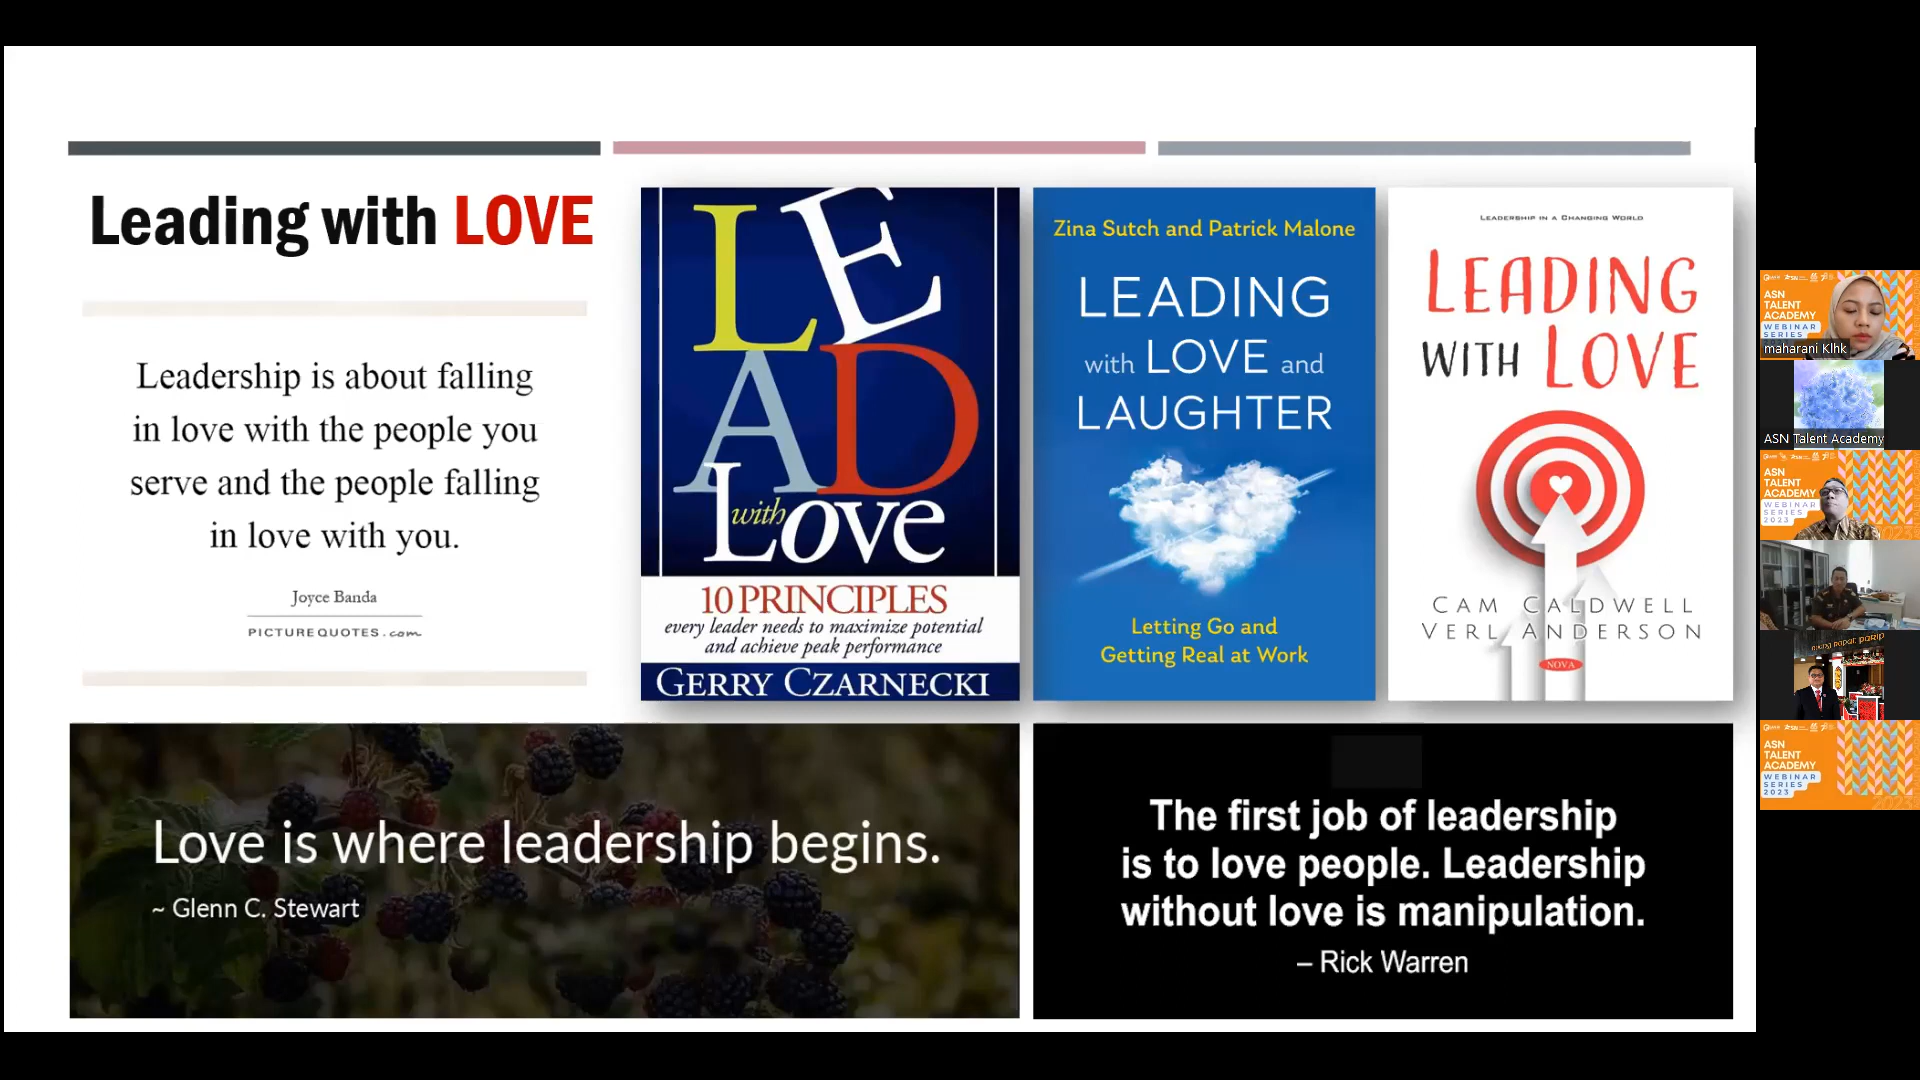 Leading with LOVE
Leadership is about falling
in love with the people you
serve and the people falling
in love with you.
Joyce Banda
PICTUREQUOTES.com
LEAD
with Love
10 PRINCIPLES
every leader needs to maximize potential
and achieve peak performance
GERRY CZARNECKI
Zina Sutch and Patrick Malone
LEADING
with LOVE and
LAUGHTER
Letting Go and
Getting Real at Work
LEADERSHIP IN A CHANGING WORLD
LEADING
WITH LOVE
CAM CALDWELL
VERL ANDERSON
NOVA
Love is where leadership begins.
~ Glenn C. Stewart
The first job of leadership
is to love people. Leadership
without love is manipulation.
– Rick Warren
ASN
TALENT
ACADEMY
WEBINAR
SERIES
maharani Klhk
ASN Talent Academy
ASN
TALENT
ACADEMY
WEBINAR
SERIES
2023
ASN
TALENT
ACADEMY
WEBINAR
SERIES
2023